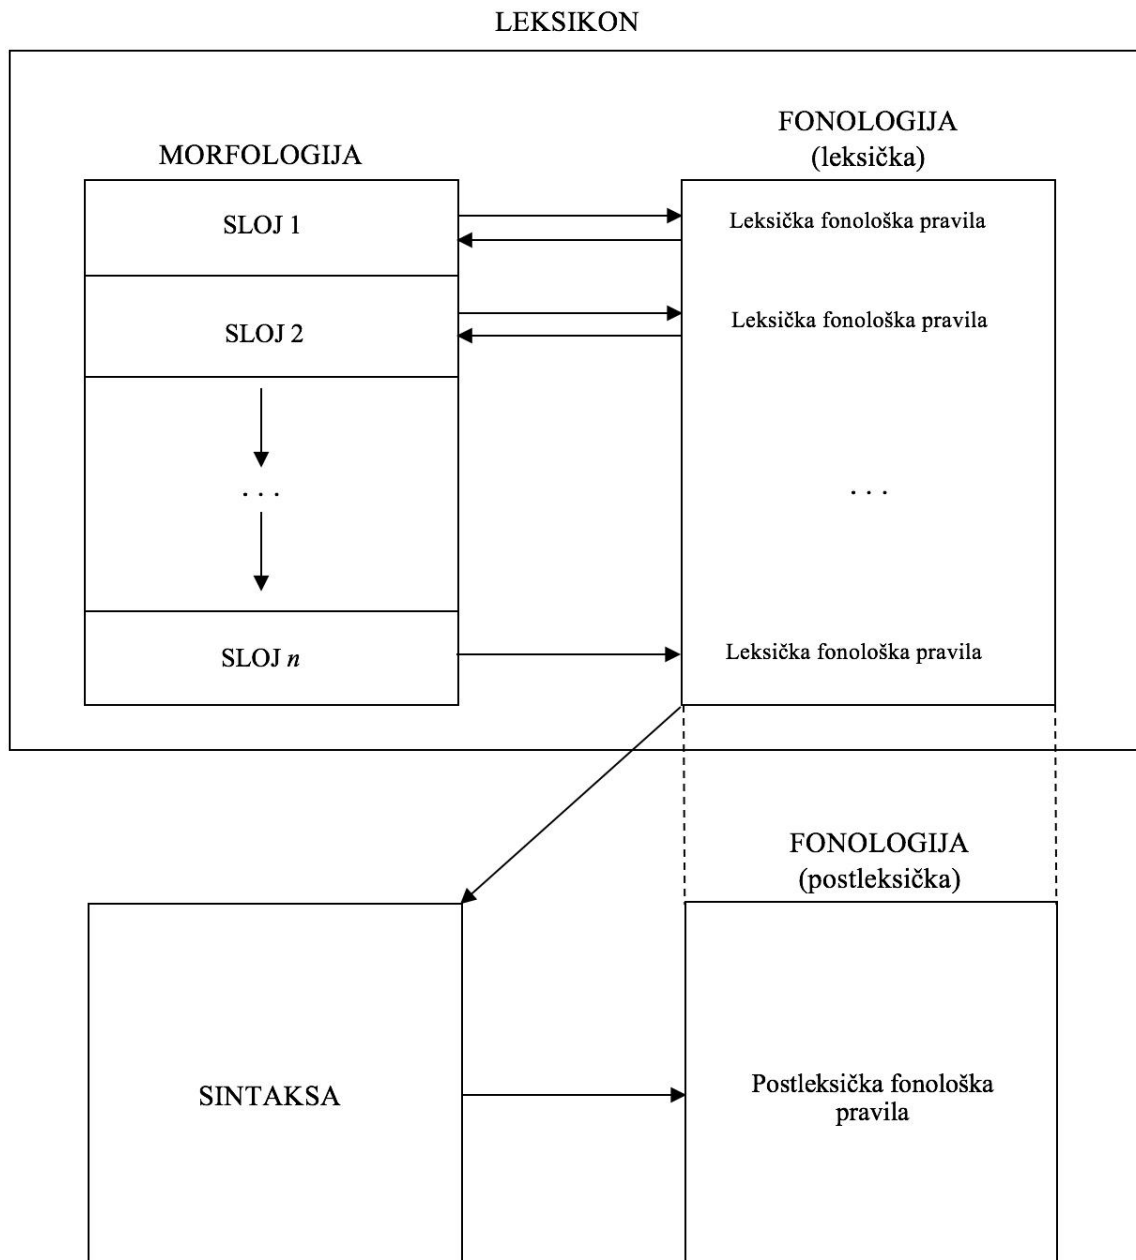 LEKSIKON
MORFOLOGIJA
FONOLOGIJA
(leksička)
SLOJ 1
Leksička fonološka pravila
SLOJ 2
Leksička fonološka pravila
. . .
. . .
SLOJ n
Leksička fonološka pravila
FONOLOGIJA
(postleksička)
SINTAKSA
Postleksička fonološka
pravila